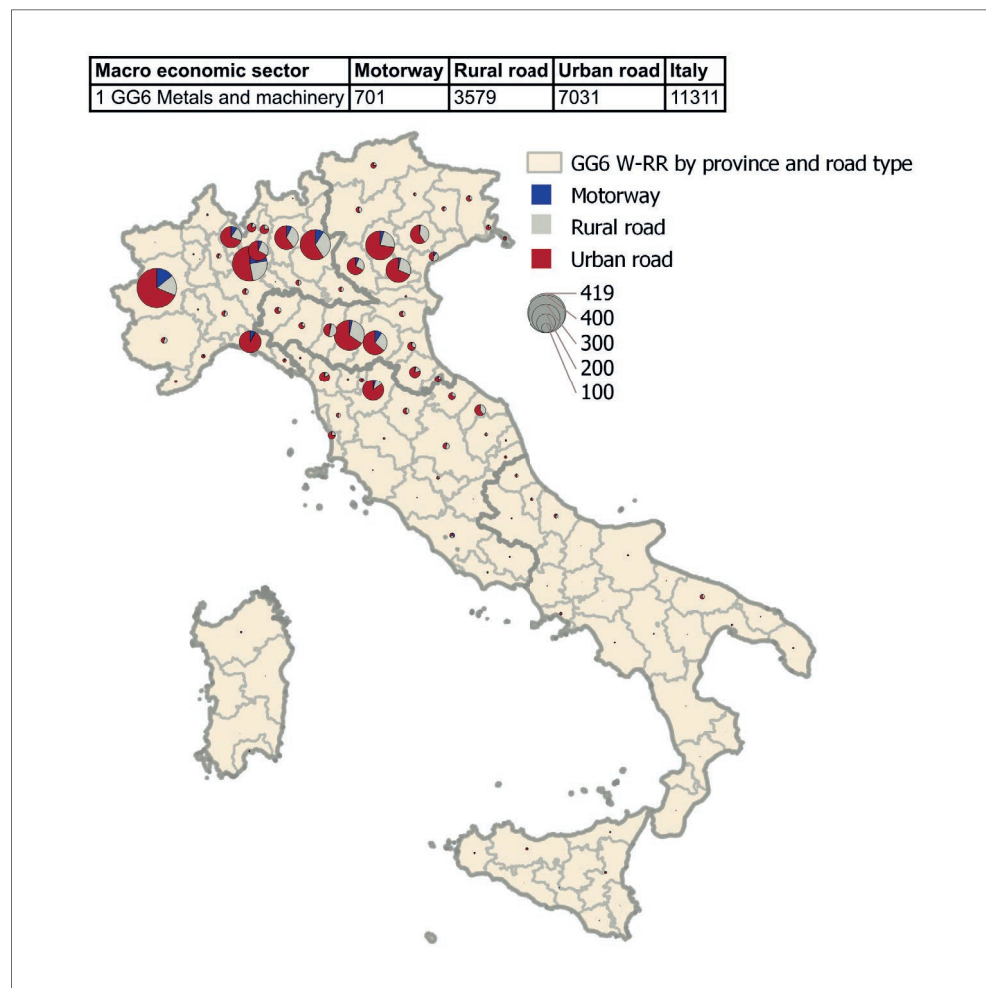 Macro economic sector Motorway Rural road Urban road Italy
1 GG6 Metals and machinery 701 3579 7031 11311
GG6 W-RR by province and road type
Motorway
Rural road
Urban road
419
400
300
200
100